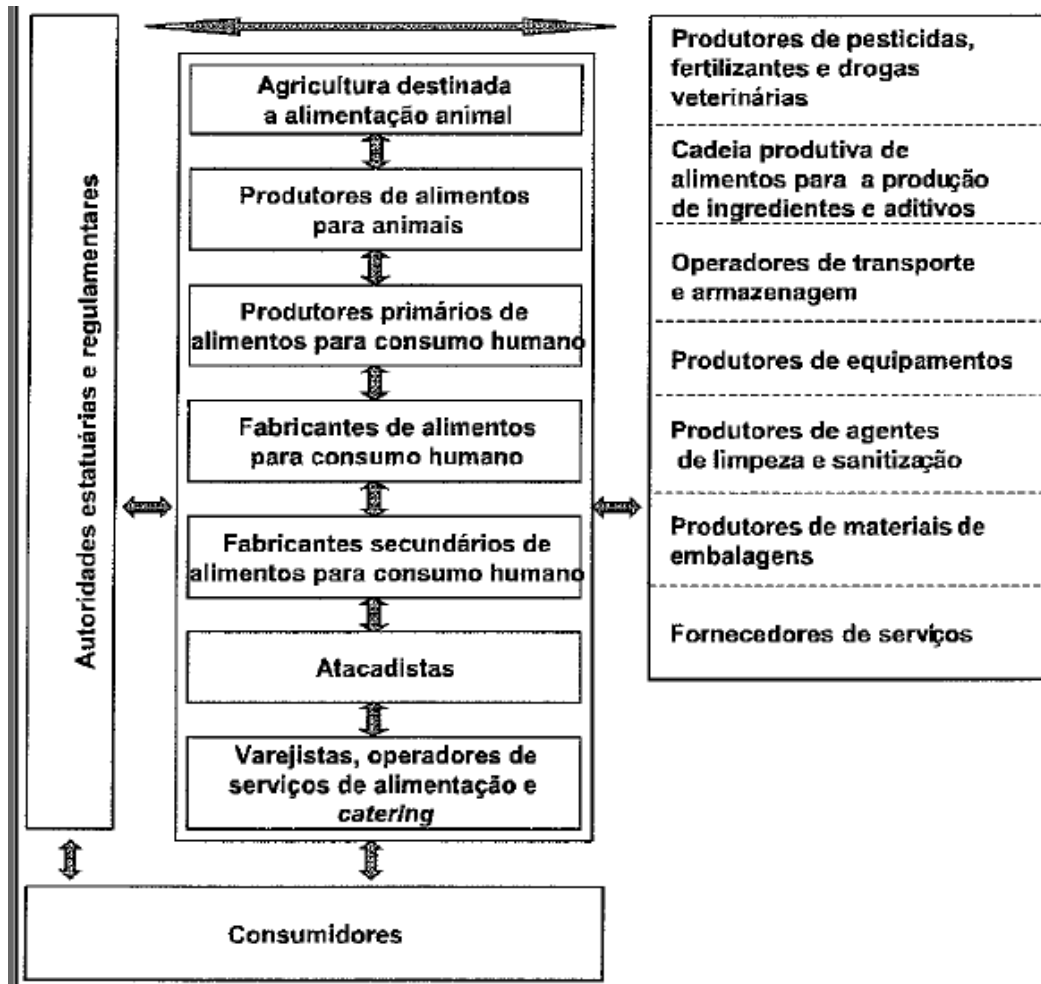 Autoridades estatuárias e regulamentares
Agricultura destinada
a alimentação animal
Produtores de alimentos
para animais
Produtores primários de
alimentos para consumo humano
Fabricantes de alimentos
para consumo humano
Fabricantes secundários de
alimentos para consumo humano
Atacadistas
Varejistas, operadores de
serviços de alimentação e
catering
Produtores de pesticidas,
fertilizantes e drogas
veterinárias
Cadeia produtiva de
alimentos para a produção
de ingredientes e aditivos
Operadores de transporte
e armazenagem
Produtores de equipamentos
Produtores de agentes
de limpeza e sanitização
Produtores de materiais de
embalagens
Fornecedores de serviços
Consumidores